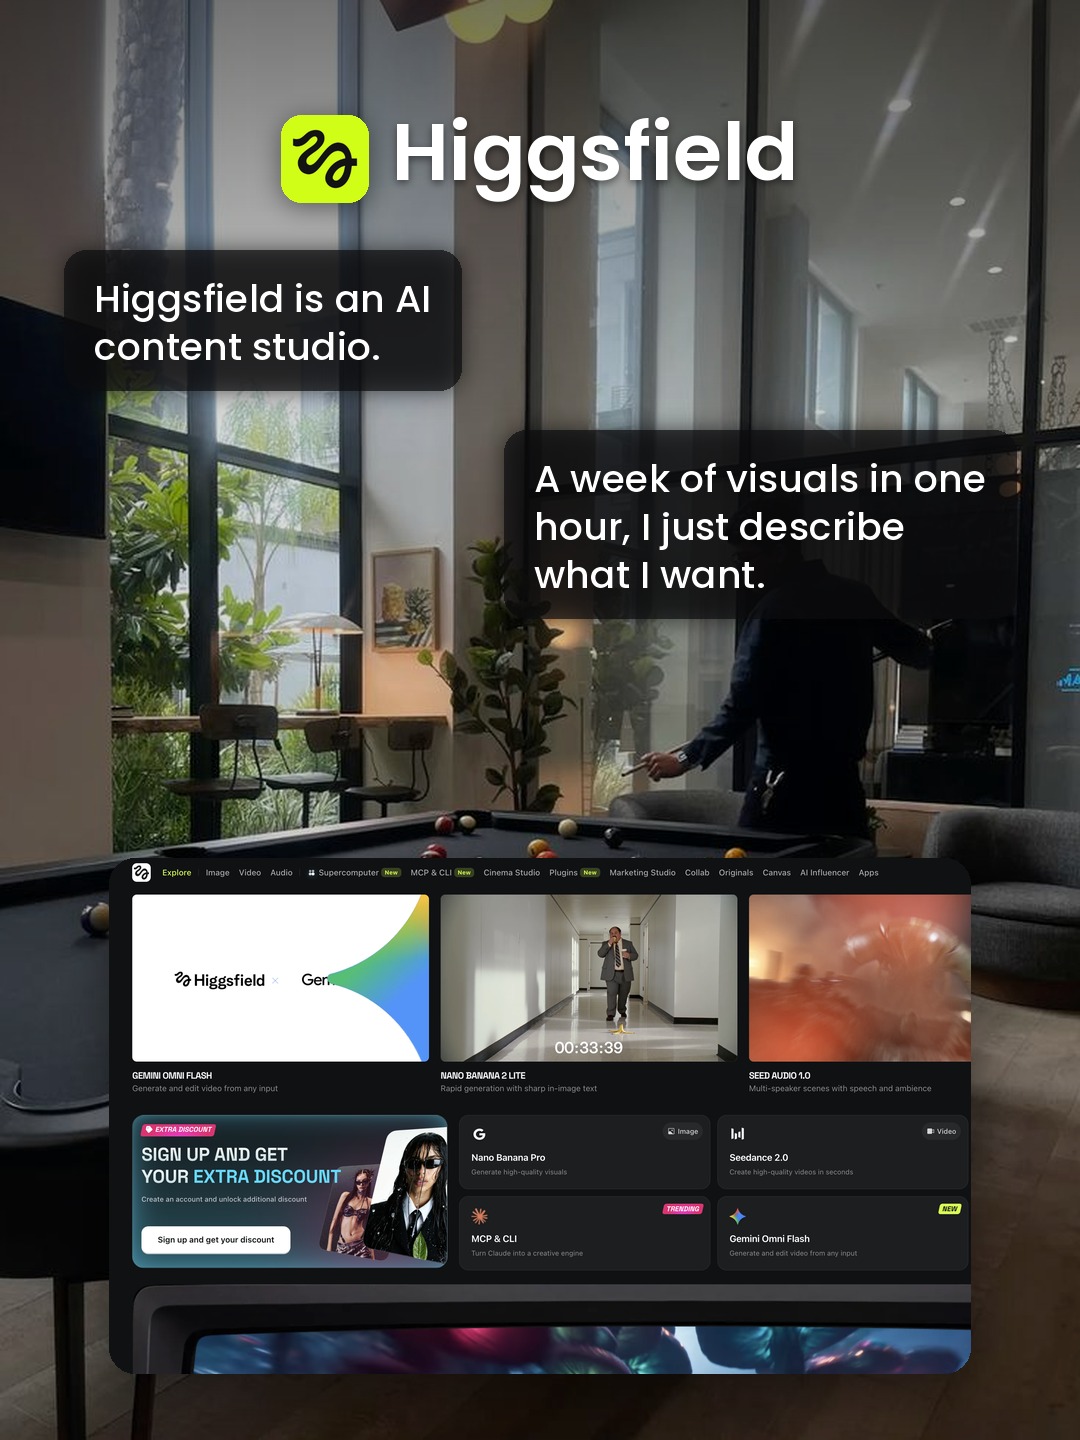 Higgsfield
Higgsfield is an AI
content studio.
A week of visuals in one
hour, I just describe
what I want.
Explore Image Video Audio Supercomputer New MCP & CLI New Cinema Studio Plugins New Marketing Studio Collab Originals Canvas AI Influencer Apps
Higgsfield × Gem
00:33:39
GEMINI OMNI FLASH
Generate and edit video from any input
NANO BANANA 2 LITE
Rapid generation with sharp in-image text
SEED AUDIO 1.0
Multi-speaker scenes with speech and ambience
EXTRA DISCOUNT
SIGN UP AND GET
YOUR EXTRA DISCOUNT
Create an account and unlock additional discount
Sign up and get your discount
Image
Nano Banana Pro
Generate high-quality visuals
Video
Seedance 2.0
Create high-quality videos in seconds
TRENDING
MCP & CLI
Turn Claude into a creative engine
NEW
Gemini Omni Flash
Generate and edit video from any input